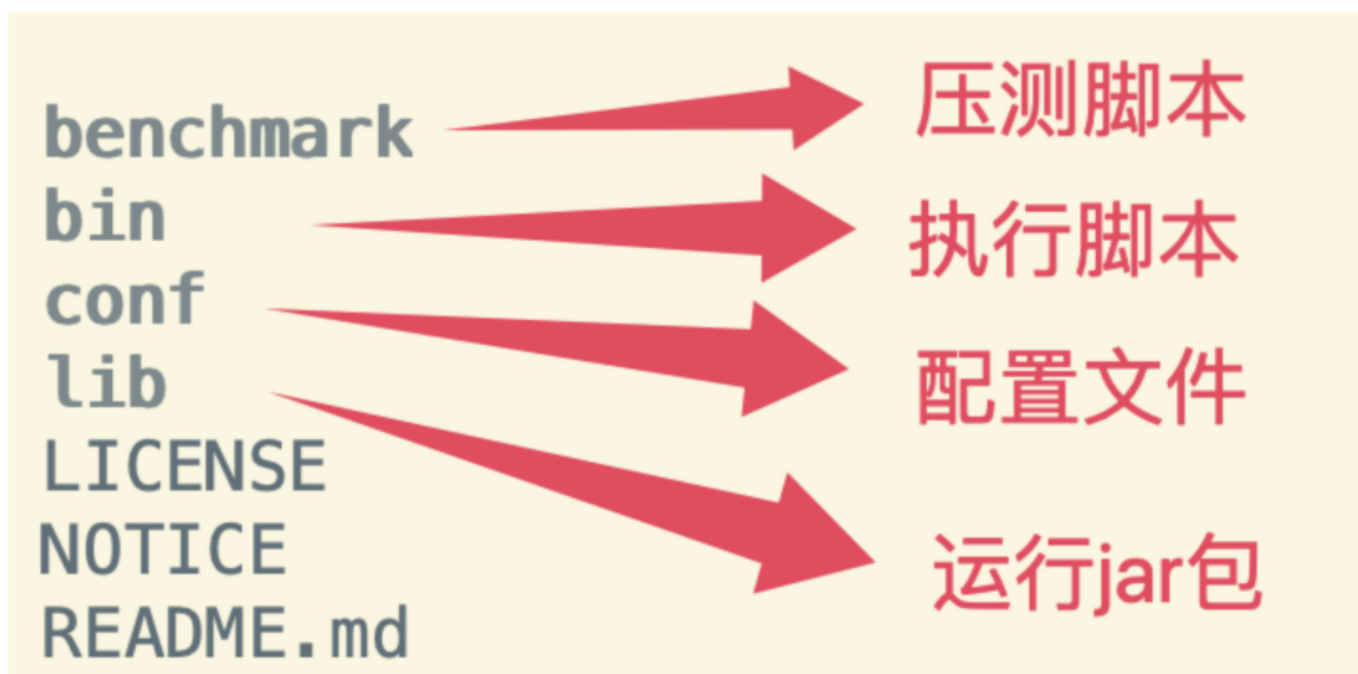 benchmark 压测脚本
bin 执行脚本
conf 配置文件
lib 运行jar包
LICENSE
NOTICE
README.md